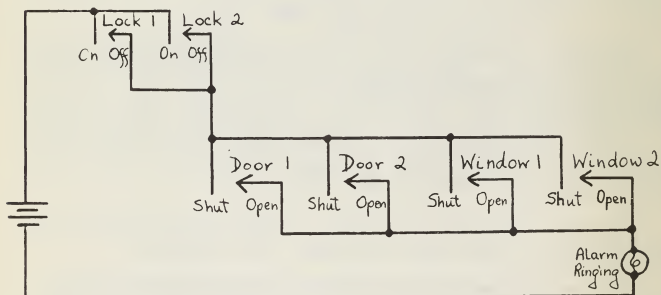 Lock 1 Lock 2
On Off On Off
Door 1 Door 2 Window 1 Window 2
Shut Open Shut Open Shut Open Shut Open
Alarm
Ringing